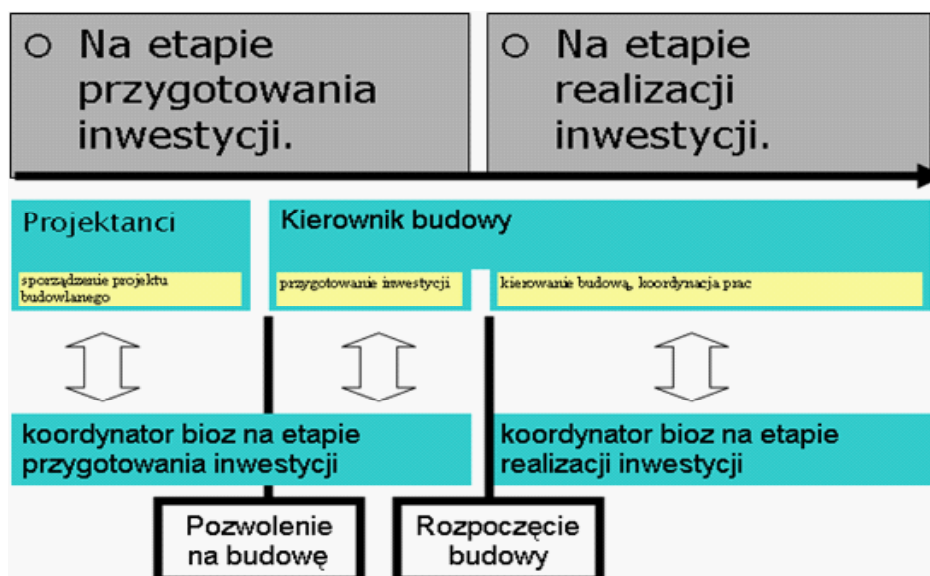 ○ Na etapie
przygotowania
inwestycji.
○ Na etapie
realizacji
inwestycji.
Projektanci
Kierownik budowy
sporządzenie projektu
budowlanego
przygotowanie inwestycji
kierowanie budową, koordynacja prac
koordynator bioz na etapie
przygotowania inwestycji
koordynator bioz na etapie
realizacji inwestycji
Pozwolenie
na budowę
Rozpoczęcie
budowy